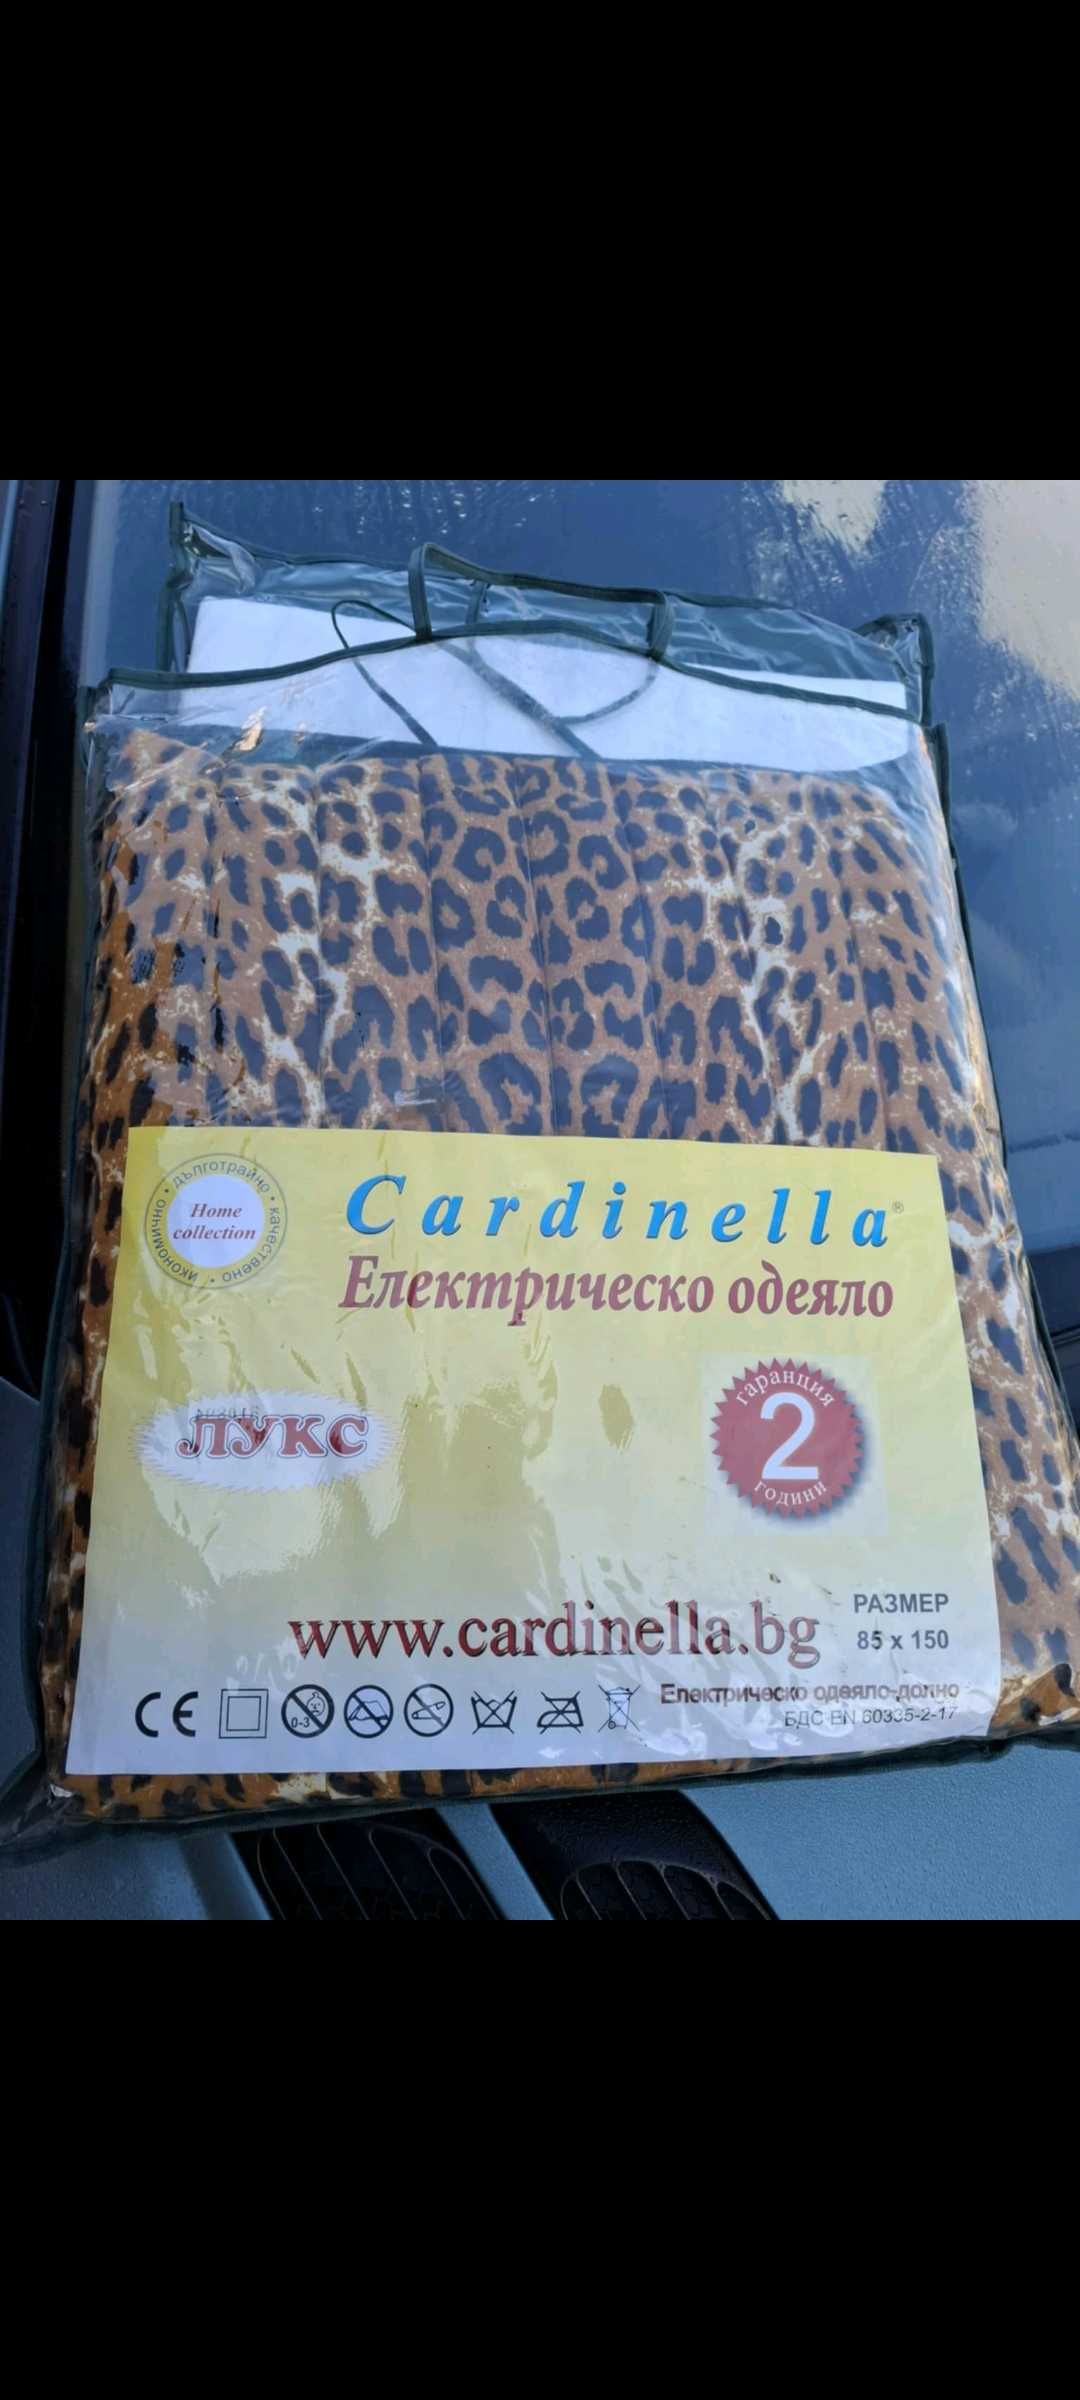 дълготрайно • качествено • икономично •
Home
collection
Cardinella®
Електрическо одеяло
ЛУКС
гаранция
2
години
www.cardinella.bg
РАЗМЕР
85 x 150
CE
0-3
Електрическо одеяло-долно
БДС EN 60335-2-17